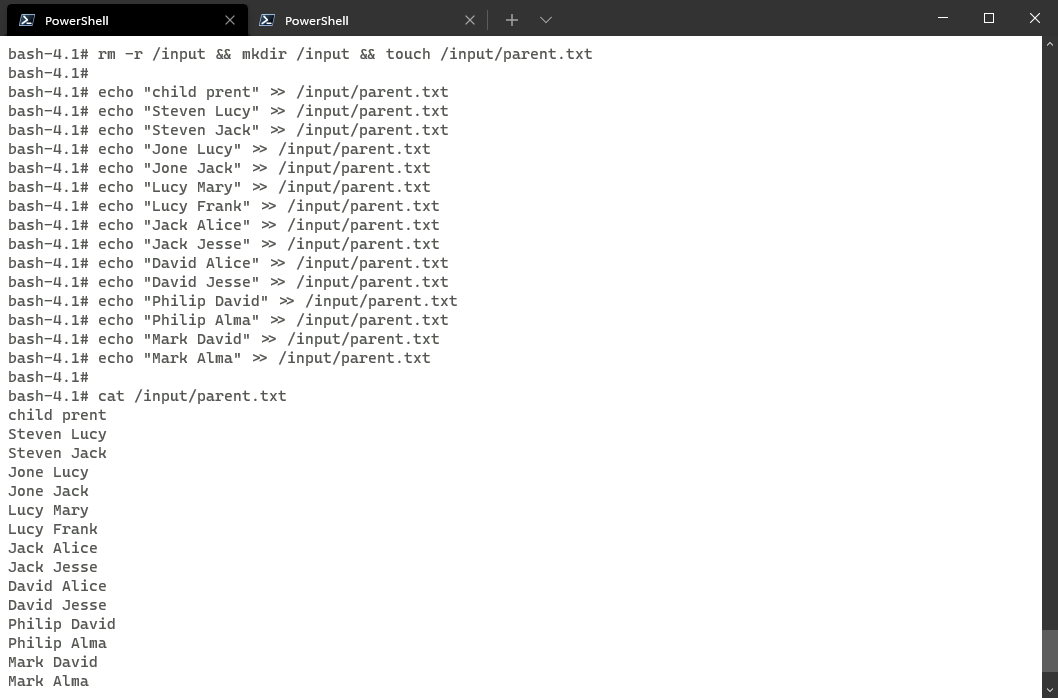 PowerShell PowerShell
bash-4.1# rm -r /input && mkdir /input && touch /input/parent.txt
bash-4.1#
bash-4.1# echo "child prent" >> /input/parent.txt
bash-4.1# echo "Steven Lucy" >> /input/parent.txt
bash-4.1# echo "Steven Jack" >> /input/parent.txt
bash-4.1# echo "Jone Lucy" >> /input/parent.txt
bash-4.1# echo "Jone Jack" >> /input/parent.txt
bash-4.1# echo "Lucy Mary" >> /input/parent.txt
bash-4.1# echo "Lucy Frank" >> /input/parent.txt
bash-4.1# echo "Jack Alice" >> /input/parent.txt
bash-4.1# echo "Jack Jesse" >> /input/parent.txt
bash-4.1# echo "David Alice" >> /input/parent.txt
bash-4.1# echo "David Jesse" >> /input/parent.txt
bash-4.1# echo "Philip David" >> /input/parent.txt
bash-4.1# echo "Philip Alma" >> /input/parent.txt
bash-4.1# echo "Mark David" >> /input/parent.txt
bash-4.1# echo "Mark Alma" >> /input/parent.txt
bash-4.1#
bash-4.1# cat /input/parent.txt
child prent
Steven Lucy
Steven Jack
Jone Lucy
Jone Jack
Lucy Mary
Lucy Frank
Jack Alice
Jack Jesse
David Alice
David Jesse
Philip David
Philip Alma
Mark David
Mark Alma